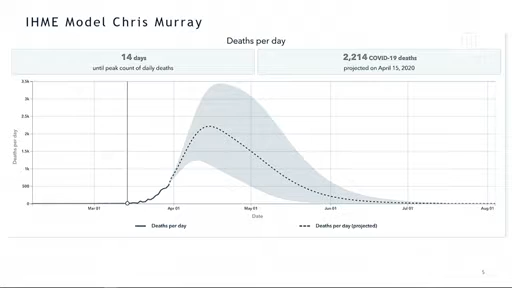 IHME Model Chris Murray
Deaths per day
14 days
until peak count of daily deaths
2,214 COVID-19 deaths
projected on April 15, 2020
3.5k
3k
2.5k
2k
1.5k
1k
500
0
Deaths per day
Mar 01
Apr 01
May 01
Jun 01
Jul 01
Aug 01
Date
Deaths per day
Deaths per day (projected)
5